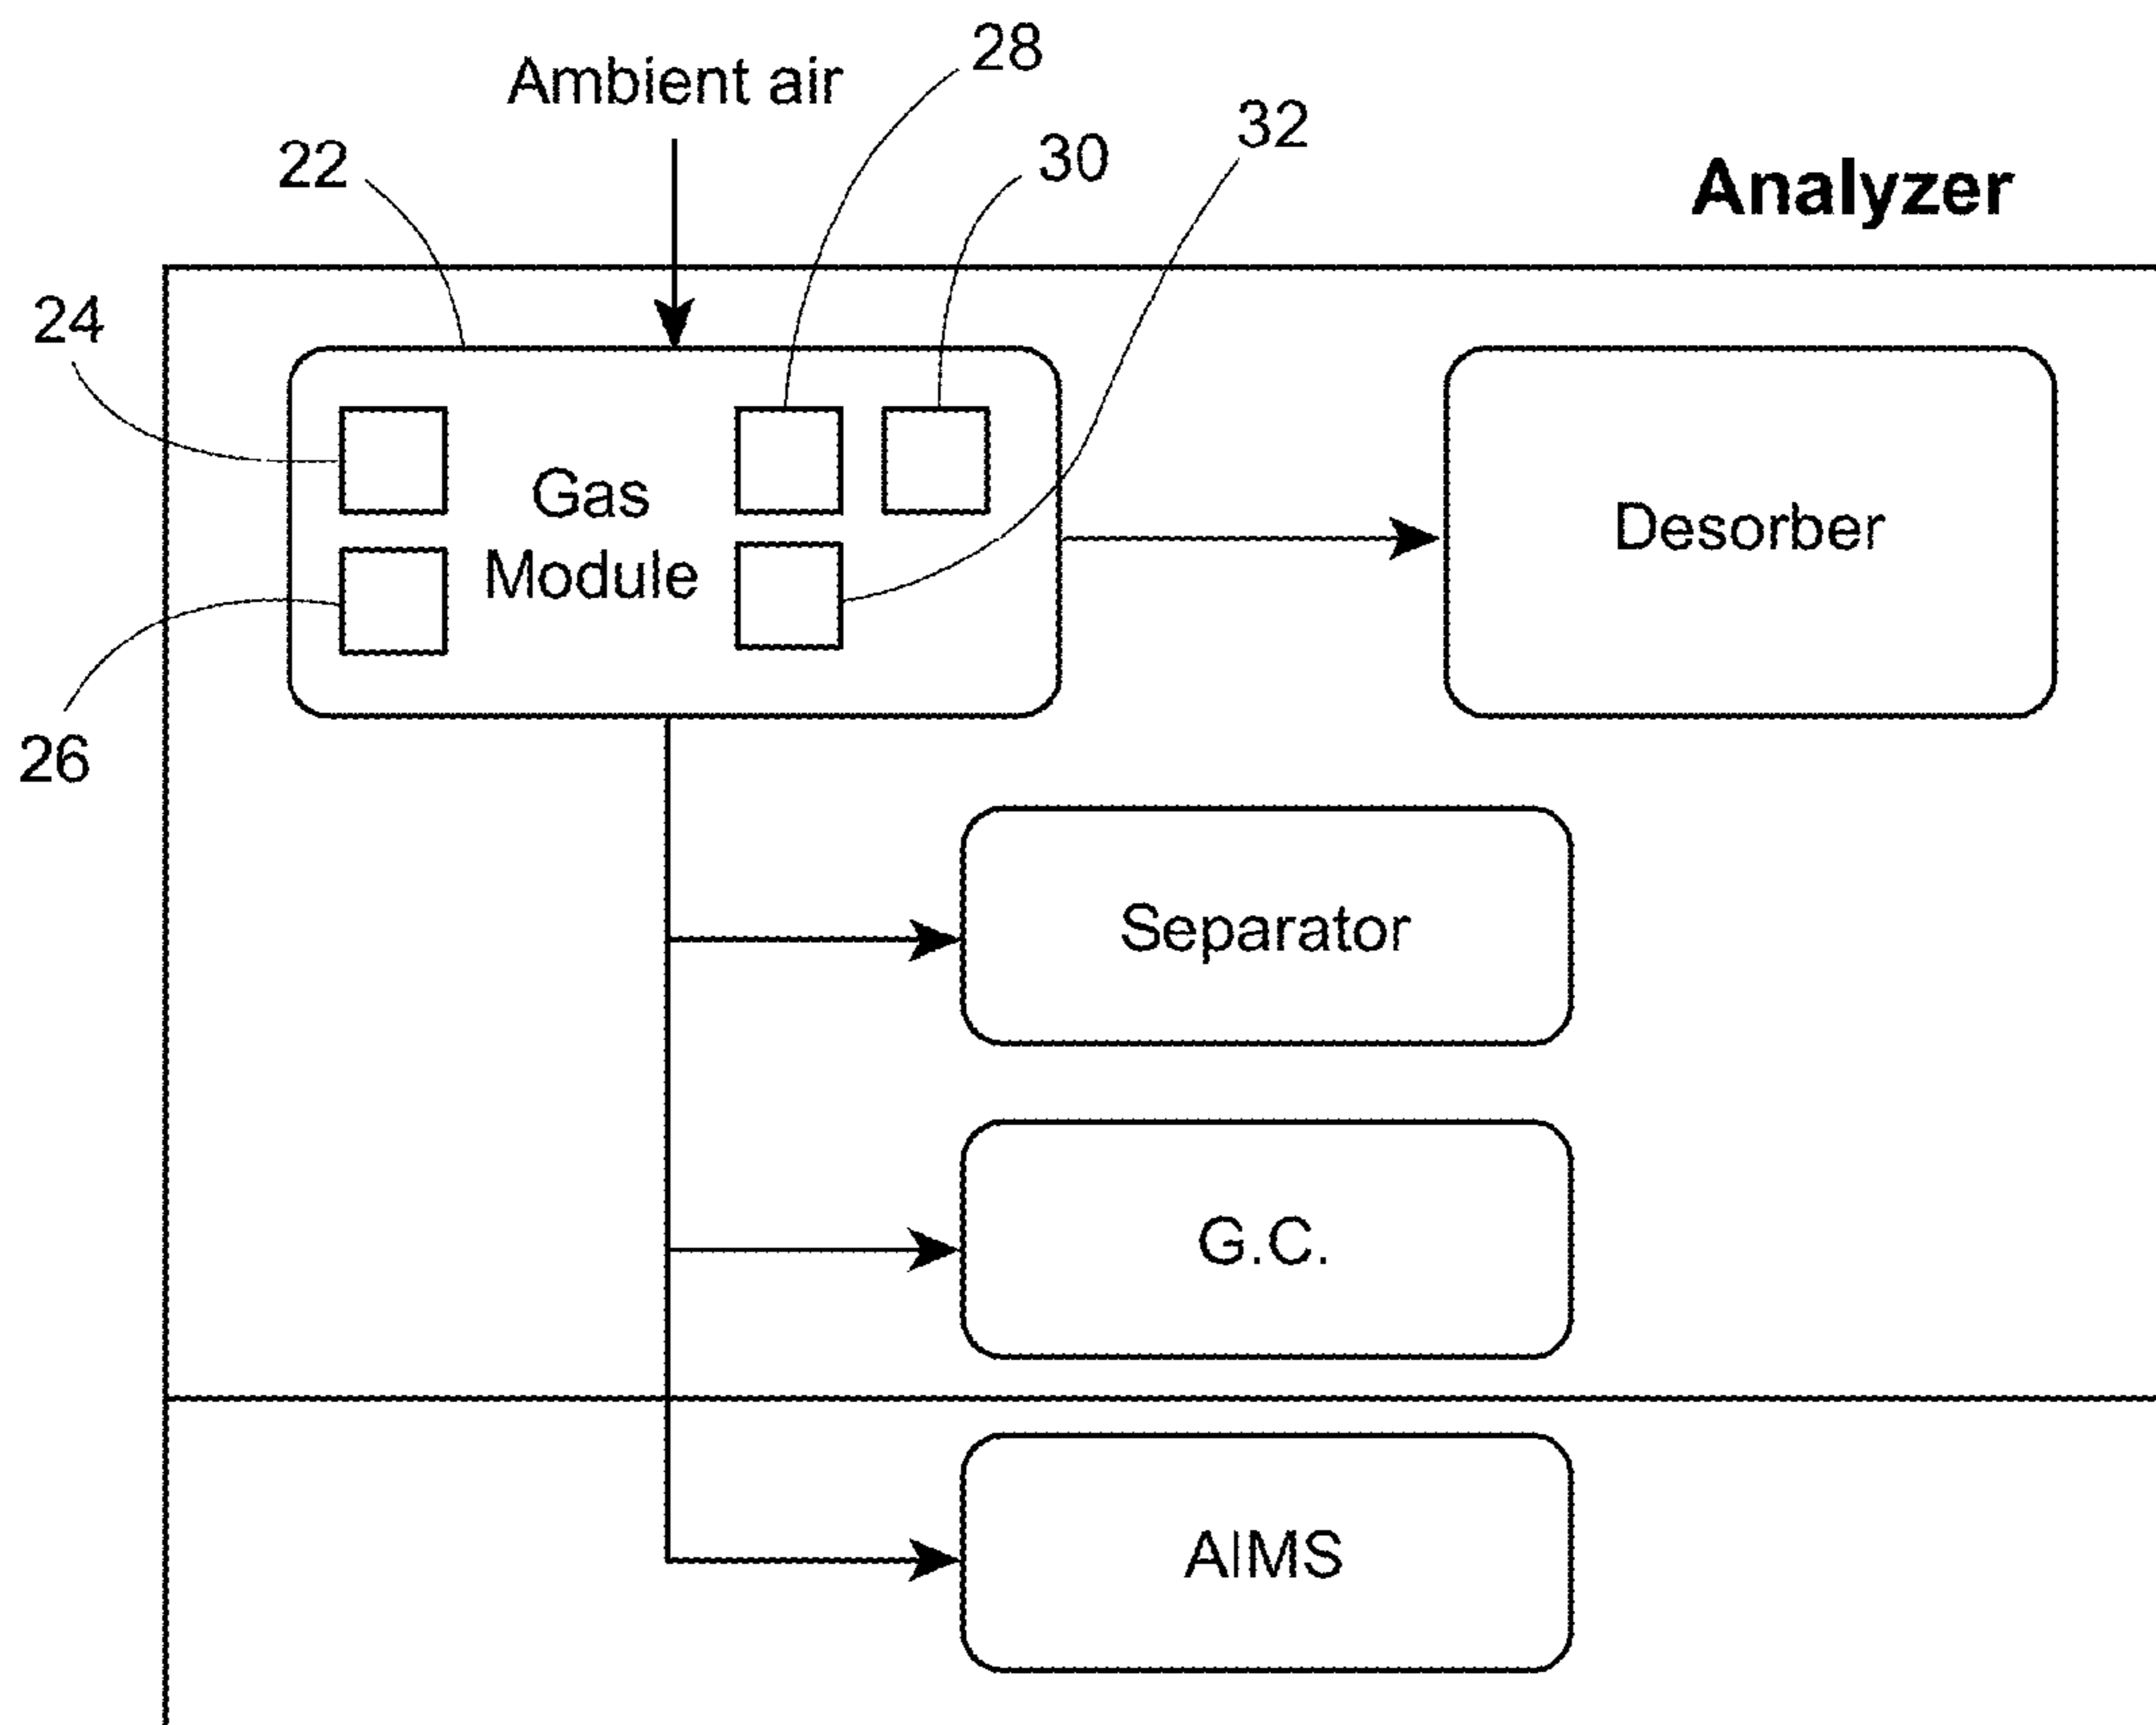 28
Ambient air
32
30
22
Analyzer
24
Gas
Module
Desorber
26
Separator
G.C.
AIMS